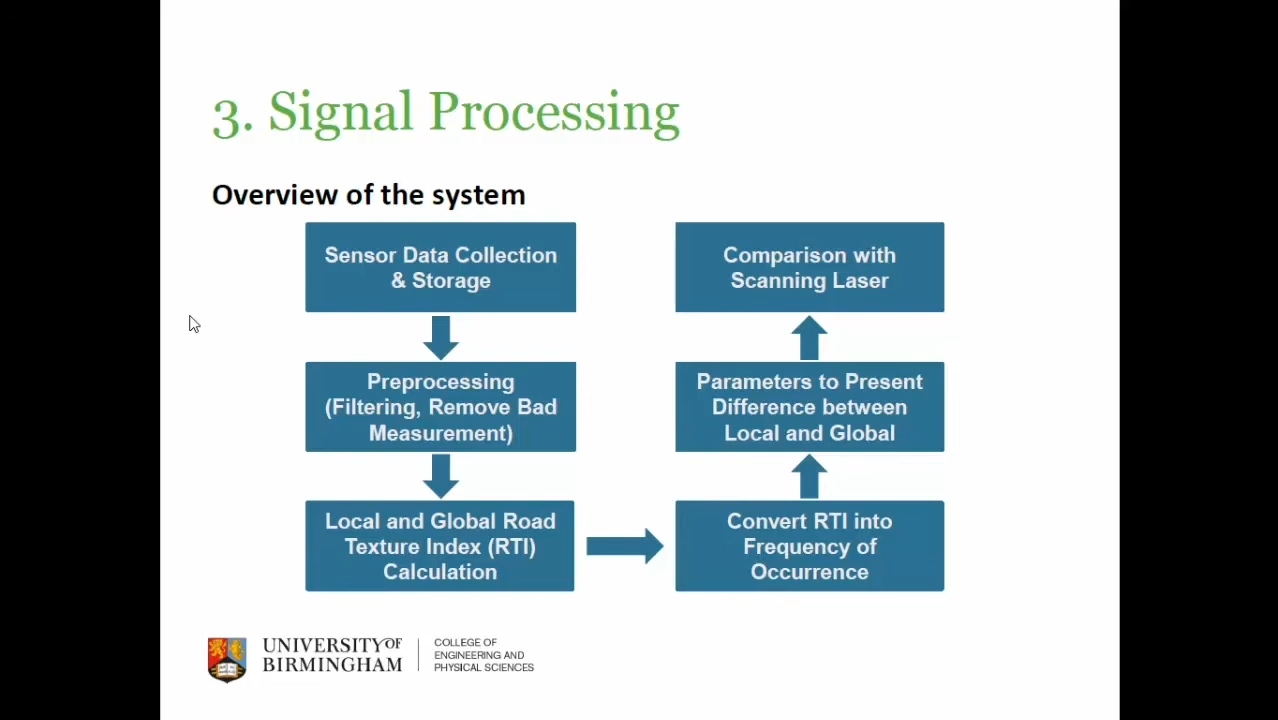 3. Signal Processing
Overview of the system
Sensor Data Collection
& Storage
Preprocessing
(Filtering, Remove Bad
Measurement)
Local and Global Road
Texture Index (RTI)
Calculation
Convert RTI into
Frequency of
Occurrence
Parameters to Present
Difference between
Local and Global
Comparison with
Scanning Laser
UNIVERSITYOF
BIRMINGHAM
COLLEGE OF
ENGINEERING AND
PHYSICAL SCIENCES